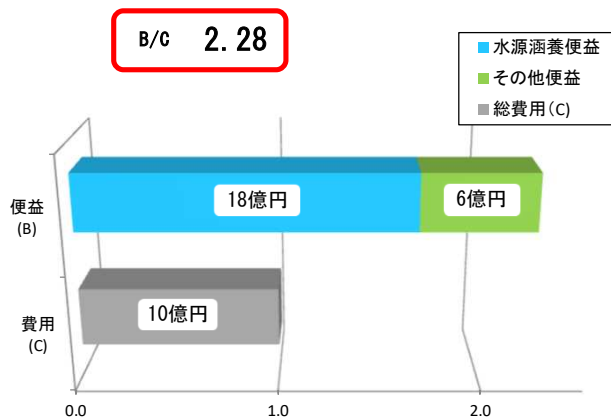 B/C 2.28
水源涵養便益
その他便益
総費用(C)
便益
(B)
18億円
6億円
費用
(C)
10億円
0.0
1.0
2.0